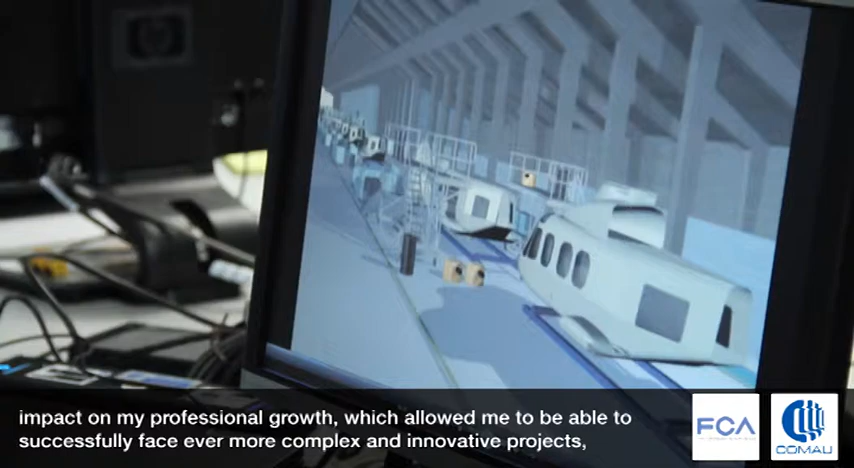 hp
impact on my professional growth, which allowed me to be able to
successfully face ever more complex and innovative projects,
FCA
COMAU